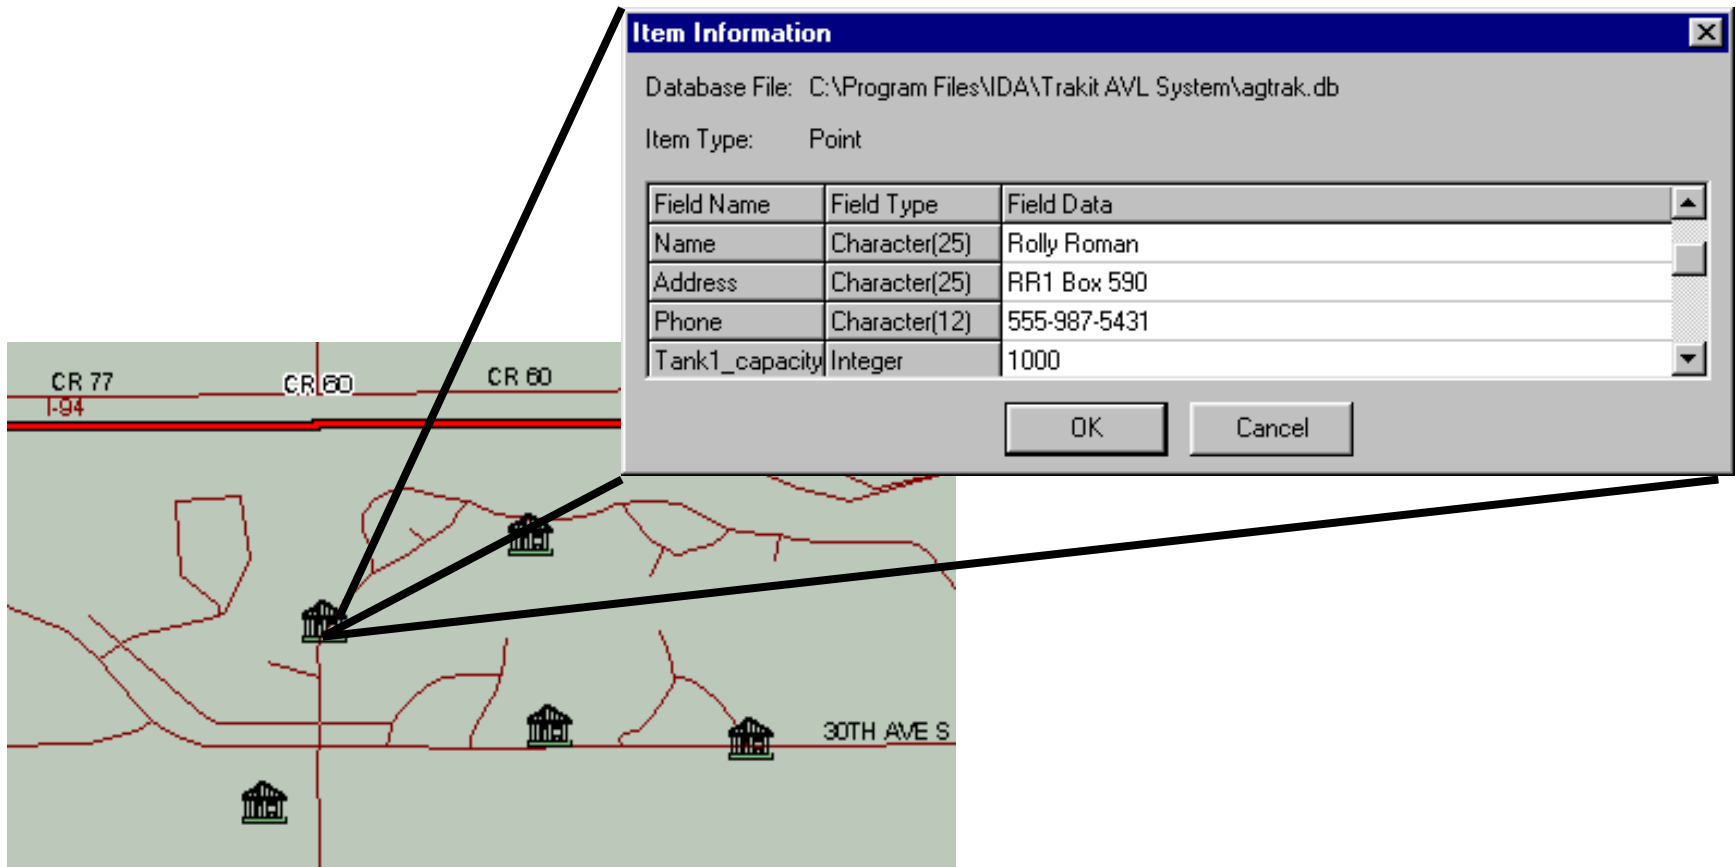 Item Information
Database File: C:\Program Files\IDA\Trakit AVL System\agtrak.db
Item Type: Point
Field Name Field Type Field Data
Name Character(25) Rolly Roman
Address Character(25) RR1 Box 590
Phone Character(12) 555-987-5431
Tank1_capacity Integer 1000
OK Cancel
CR 77 CR 60 CR 60
I-94
30TH AVE S